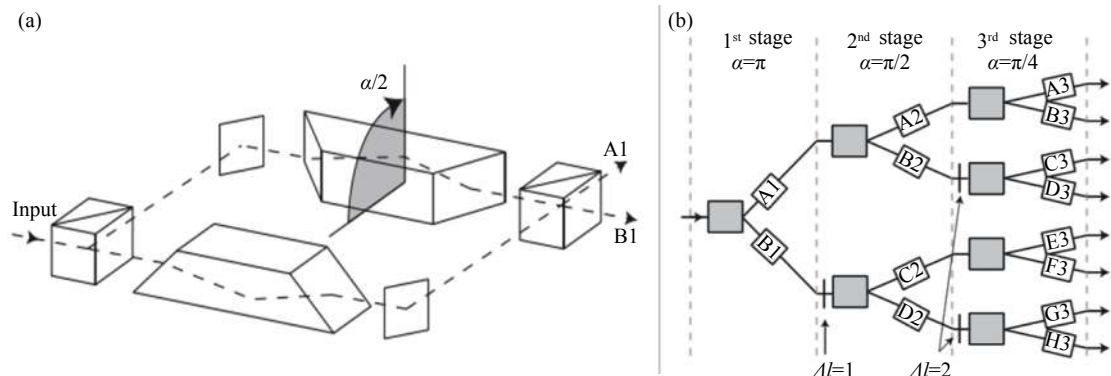 (a)
α/2
A1
B1
Input
(b)
1st stage
α=π
2nd stage
α=π/2
3rd stage
α=π/4
A1
B1
A2
B2
C2
D2
A3
B3
C3
D3
E3
F3
G3
H3
Δl=1
Δl=2